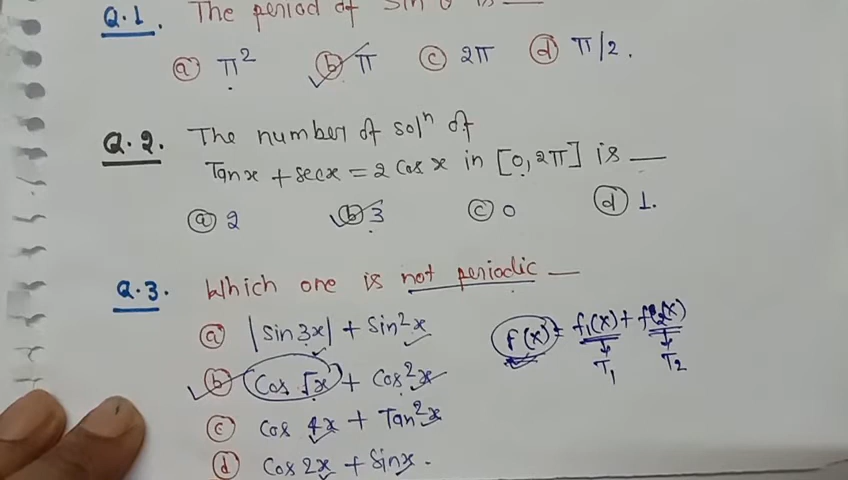 Q.1. The period of sin θ is —
ⓐ π² ⓑ π ⓒ 2π ⓓ π/2.
Q.2. The number of solⁿ of
Tan x + sec x = 2 cos x in [0, 2π] is —
ⓐ 2 ⓑ 3 ⓒ 0 ⓓ 1.
Q.3. Which one is not periodic —
ⓐ |sin 3x| + sin²x
ⓑ cos √x + cos²x
ⓒ cos 4x + Tan²x
ⓓ cos 2x + sin x.
f(x) = f₁(x) + f₂(x)
T₁ T₂